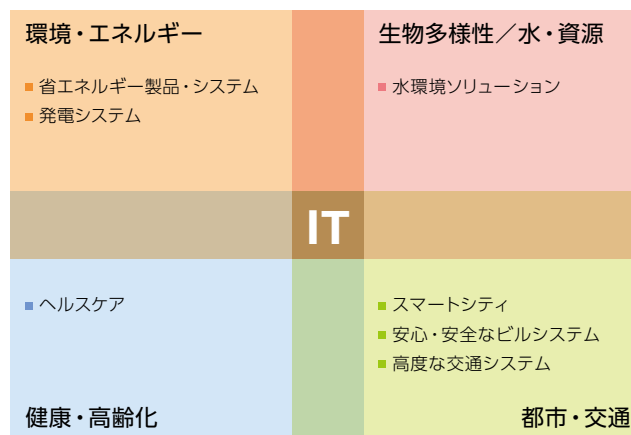 環境・エネルギー
省エネルギー製品・システム
発電システム
生物多様性／水・資源
水環境ソリューション
IT
ヘルスケア
健康・高齢化
スマートシティ
安心・安全なビルシステム
高度な交通システム
都市・交通